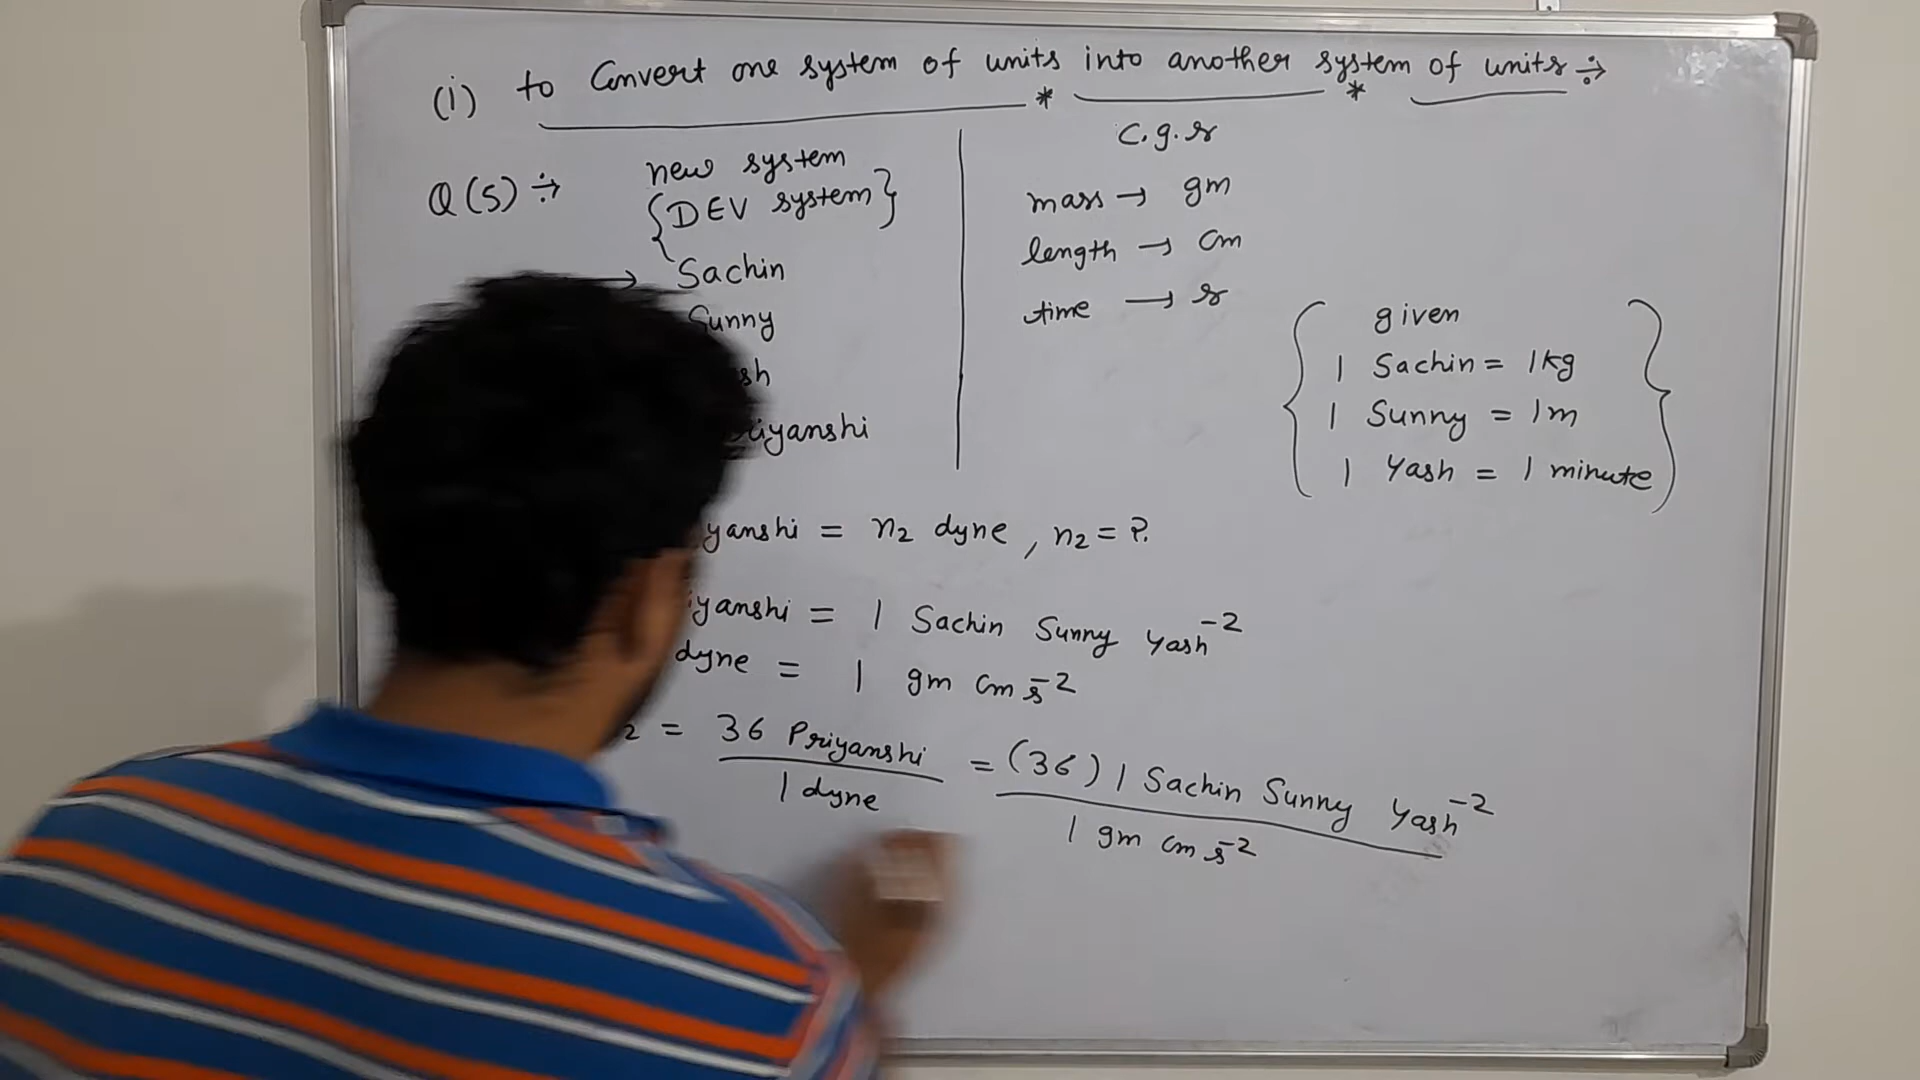 (i) to Convert one system of units into another system of units ÷
Q(5) ÷
new system
{DEV system}
→ Sachin
Sunny
sh
iyanshi
C.g.s
mass → gm
length → cm
time → s
given
1 Sachin = 1kg
1 Sunny = 1m
1 Yash = 1 minute
yanshi = n₂ dyne, n₂ = ?
iyanshi = 1 Sachin Sunny Yash⁻²
dyne = 1 gm cm s⁻²
₂ = 36 Priyanshi / 1 dyne = (36) 1 Sachin Sunny Yash⁻² / 1 gm cm s⁻²